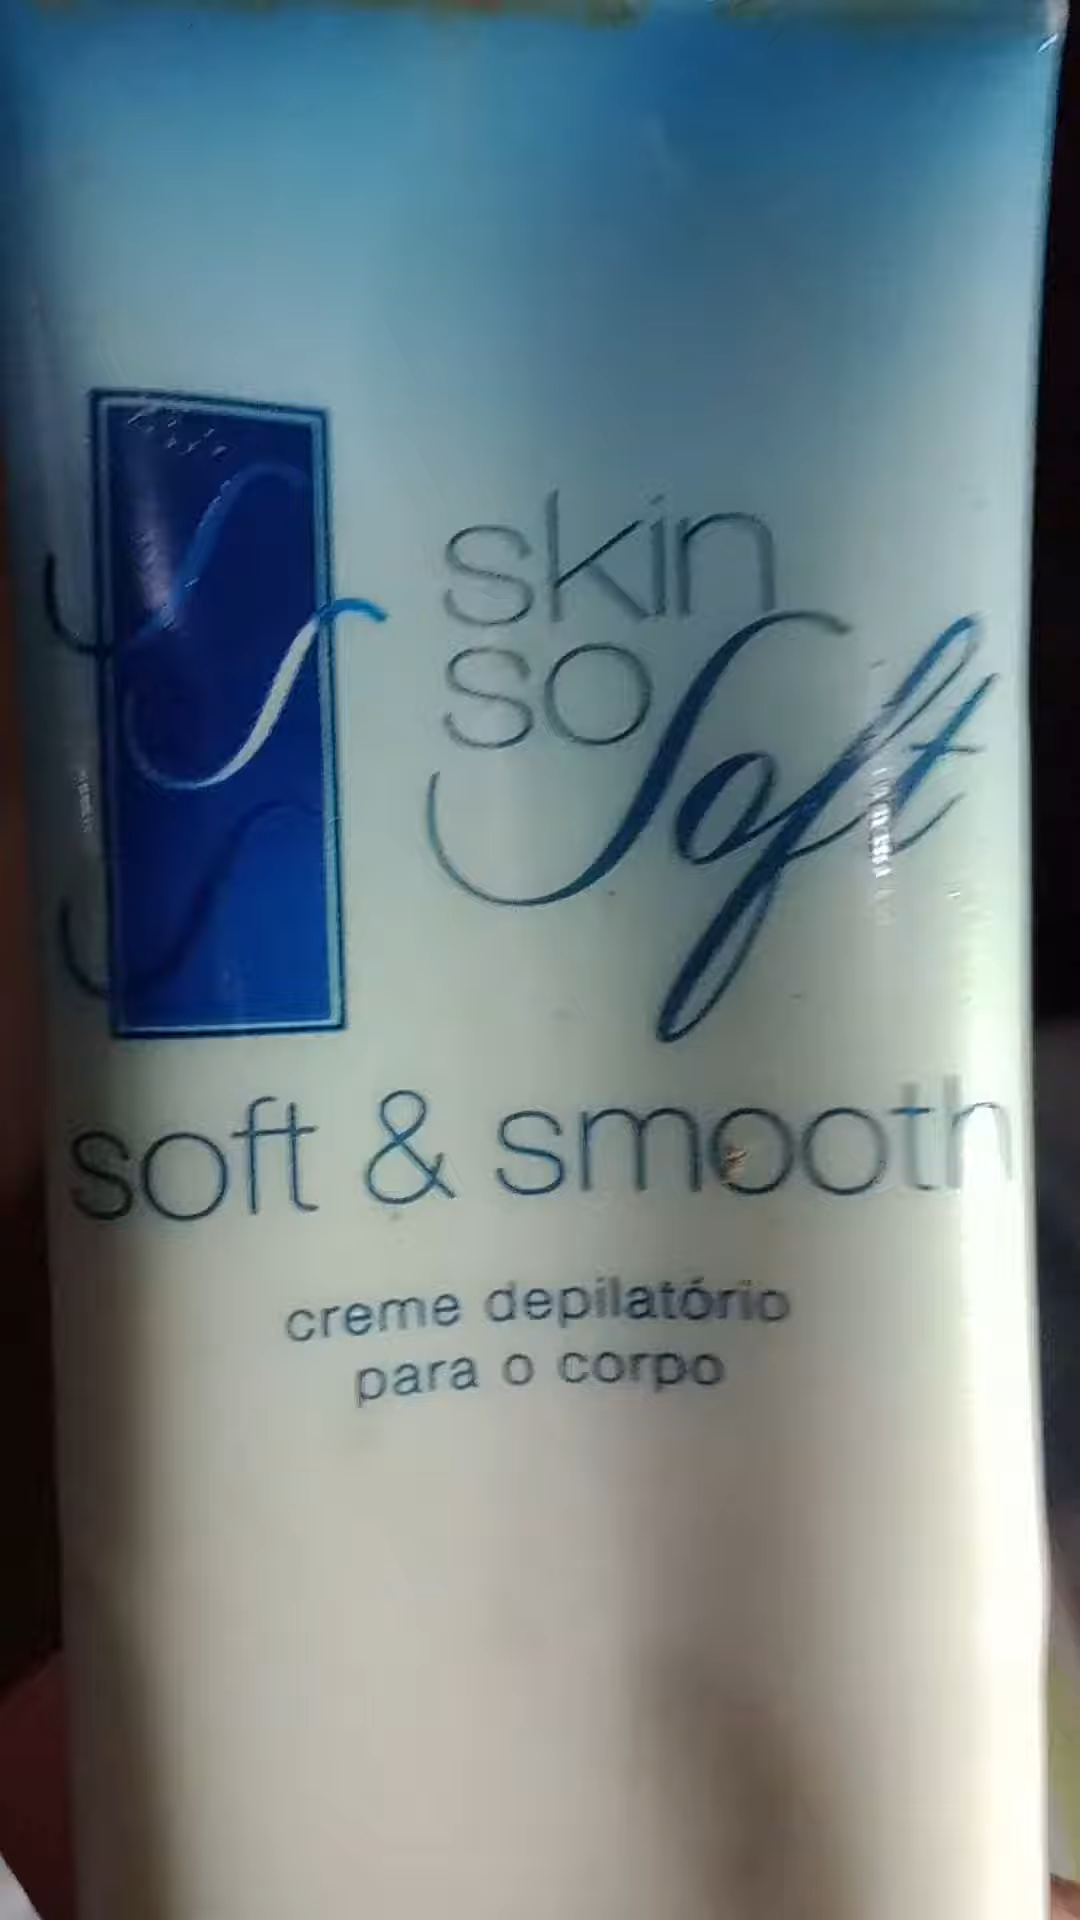 skin
so Soft
soft & smooth
creme depilatório
para o corpo